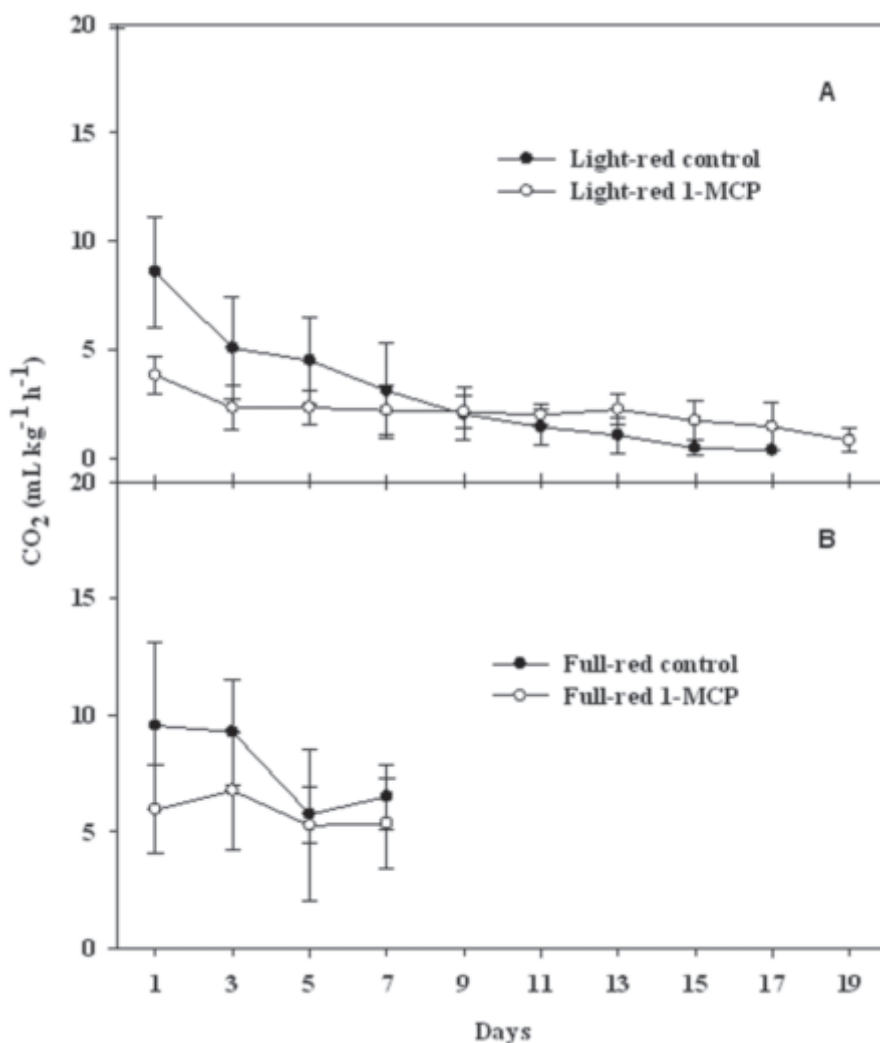 20
A
15
Light-red control
Light-red 1-MCP
10
5
0
CO₂ (mL kg⁻¹ h⁻¹)
20
B
15
Full-red control
Full-red 1-MCP
10
5
0
1 3 5 7 9 11 13 15 17 19
Days